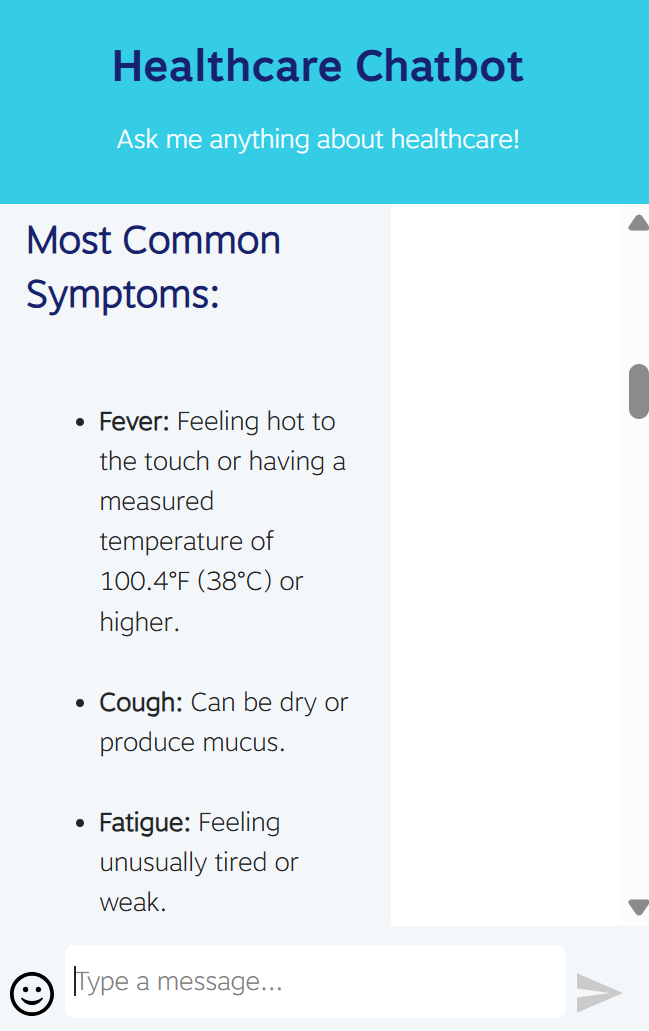 Healthcare Chatbot
Ask me anything about healthcare!
Most Common
Symptoms:
• Fever: Feeling hot to
the touch or having a
measured
temperature of
100.4°F (38°C) or
higher.
• Cough: Can be dry or
produce mucus.
• Fatigue: Feeling
unusually tired or
weak.
Type a message...